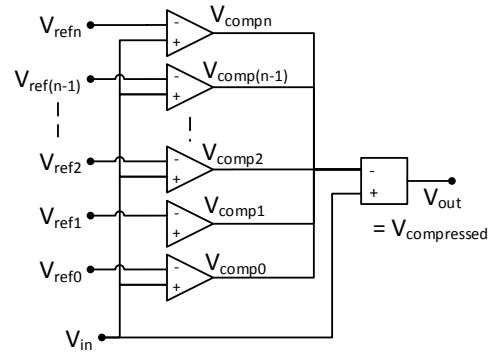 V_refn - + V_compn
V_ref(n-1) - + V_comp(n-1)
V_ref2 - + V_comp2
V_ref1 - + V_comp1
V_ref0 - + V_comp0
V_in
- +
V_out
= V_compressed